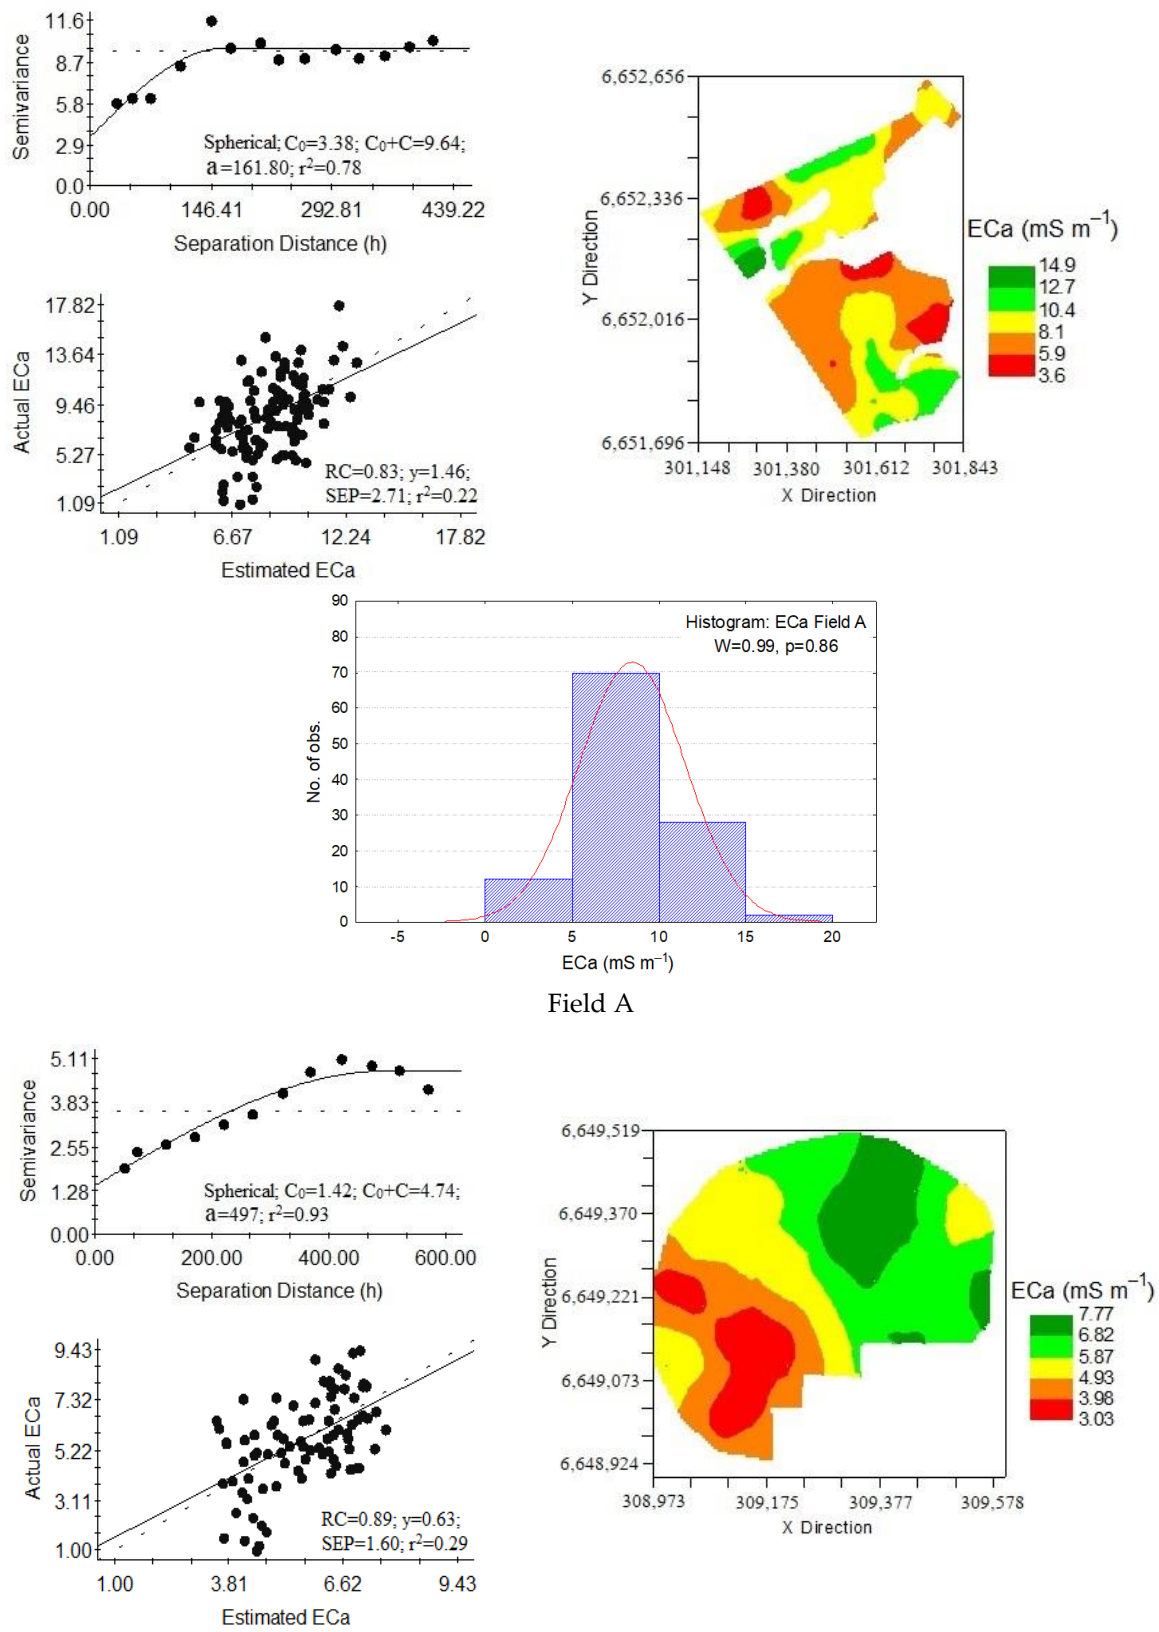 11.6
8.7
5.8
2.9
0.0
Semivariance
Spherical; C₀=3.38; C₀+C=9.64;
a=161.80; r²=0.78
0.00 146.41 292.81 439.22
Separation Distance (h)
17.82
13.64
9.46
5.27
1.09
Actual ECa
RC=0.83; y=1.46;
SEP=2.71; r²=0.22
1.09 6.67 12.24 17.82
Estimated ECa
6,652,656
6,652,336
6,652,016
6,651,696
Y Direction
301,148 301,380 301,612 301,843
X Direction
ECa (mS m⁻¹)
14.9
12.7
10.4
8.1
5.9
3.6
90
80
70
60
50
40
30
20
10
0
No. of obs.
Histogram: ECa Field A
W=0.99, p=0.86
-5 0 5 10 15 20
ECa (mS m⁻¹)
Field A
5.11
3.83
2.55
1.28
0.00
Semivariance
Spherical; C₀=1.42; C₀+C=4.74;
a=497; r²=0.93
0.00 200.00 400.00 600.00
Separation Distance (h)
9.43
7.32
5.22
3.11
1.00
Actual ECa
RC=0.89; y=0.63;
SEP=1.60; r²=0.29
1.00 3.81 6.62 9.43
Estimated ECa
6,649,519
6,649,370
6,649,221
6,649,073
6,648,924
Y Direction
308,973 309,175 309,377 309,578
X Direction
ECa (mS m⁻¹)
7.77
6.82
5.87
4.93
3.98
3.03